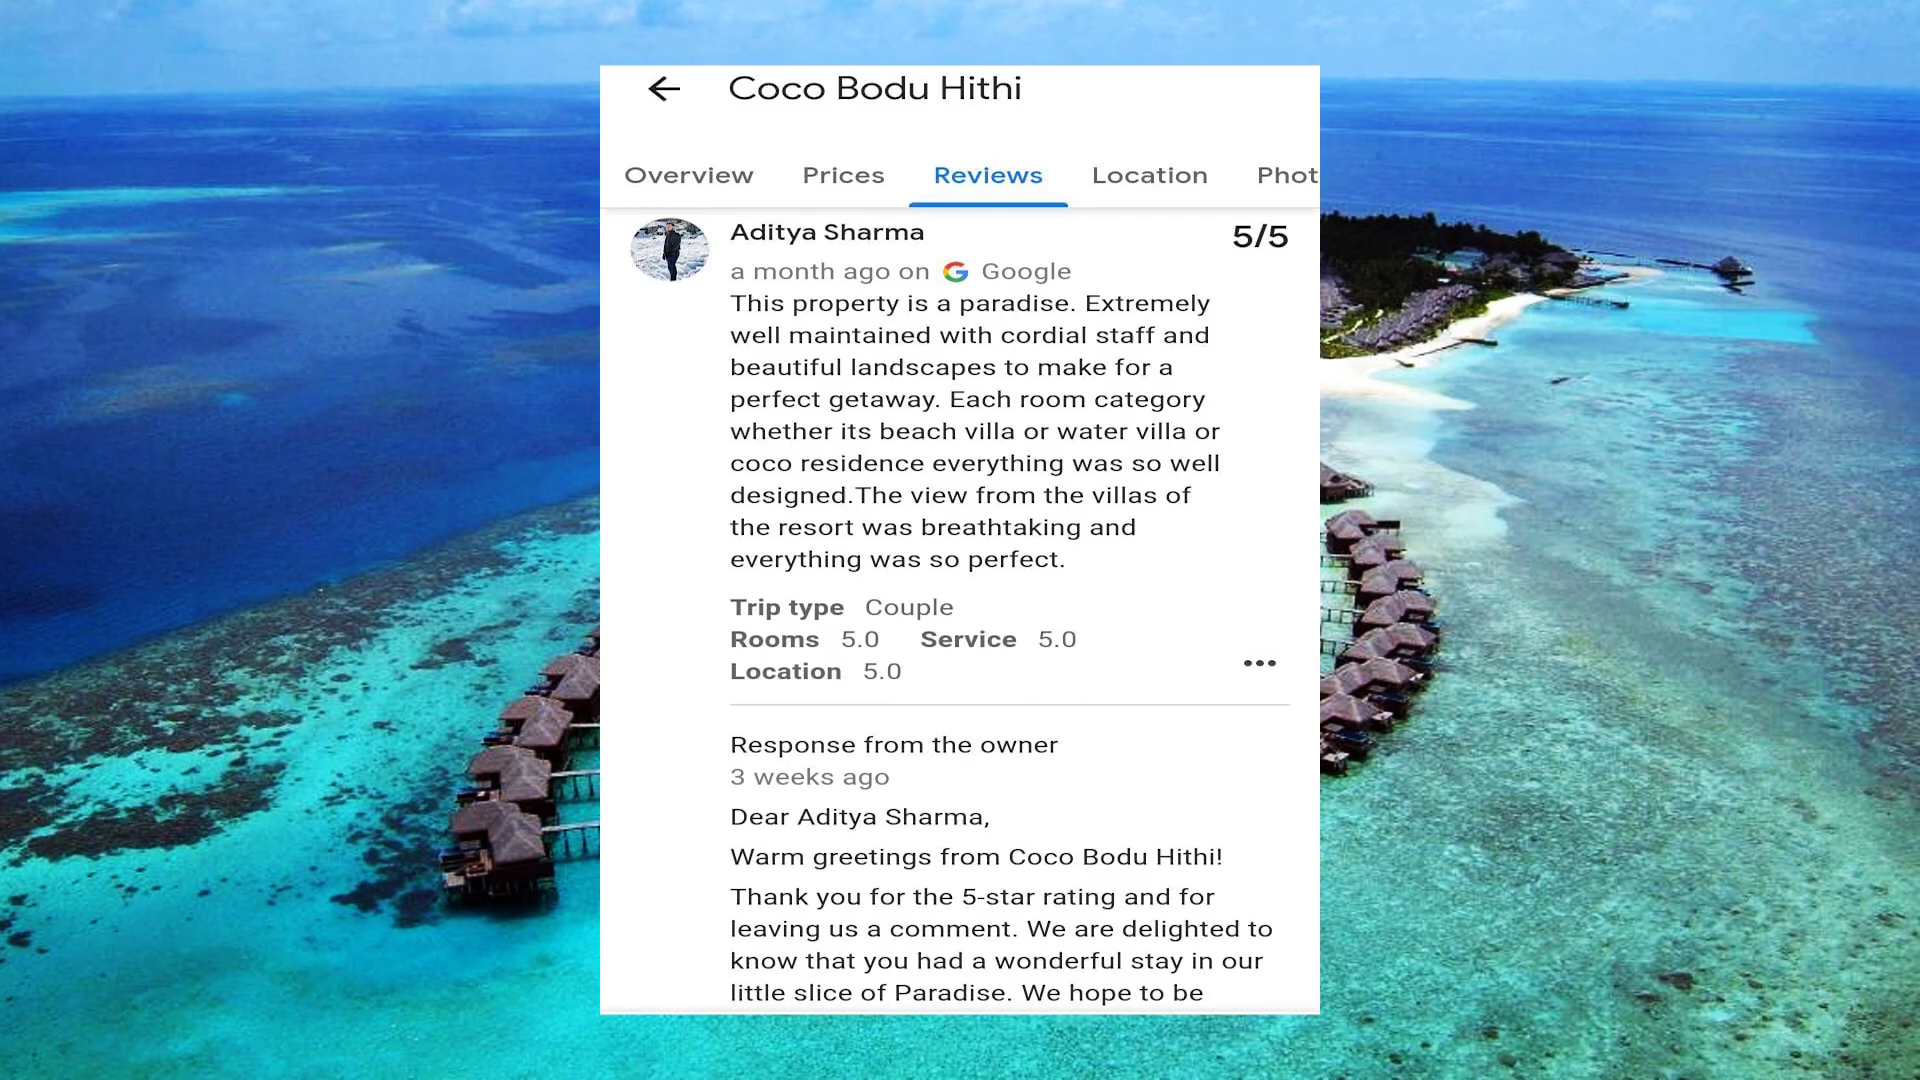 Coco Bodu Hithi
Overview Prices Reviews Location Phot
Aditya Sharma 5/5
a month ago on Google
This property is a paradise. Extremely
well maintained with cordial staff and
beautiful landscapes to make for a
perfect getaway. Each room category
whether its beach villa or water villa or
coco residence everything was so well
designed.The view from the villas of
the resort was breathtaking and
everything was so perfect.
Trip type Couple
Rooms 5.0 Service 5.0
Location 5.0
Response from the owner
3 weeks ago
Dear Aditya Sharma,
Warm greetings from Coco Bodu Hithi!
Thank you for the 5-star rating and for
leaving us a comment. We are delighted to
know that you had a wonderful stay in our
little slice of Paradise. We hope to be